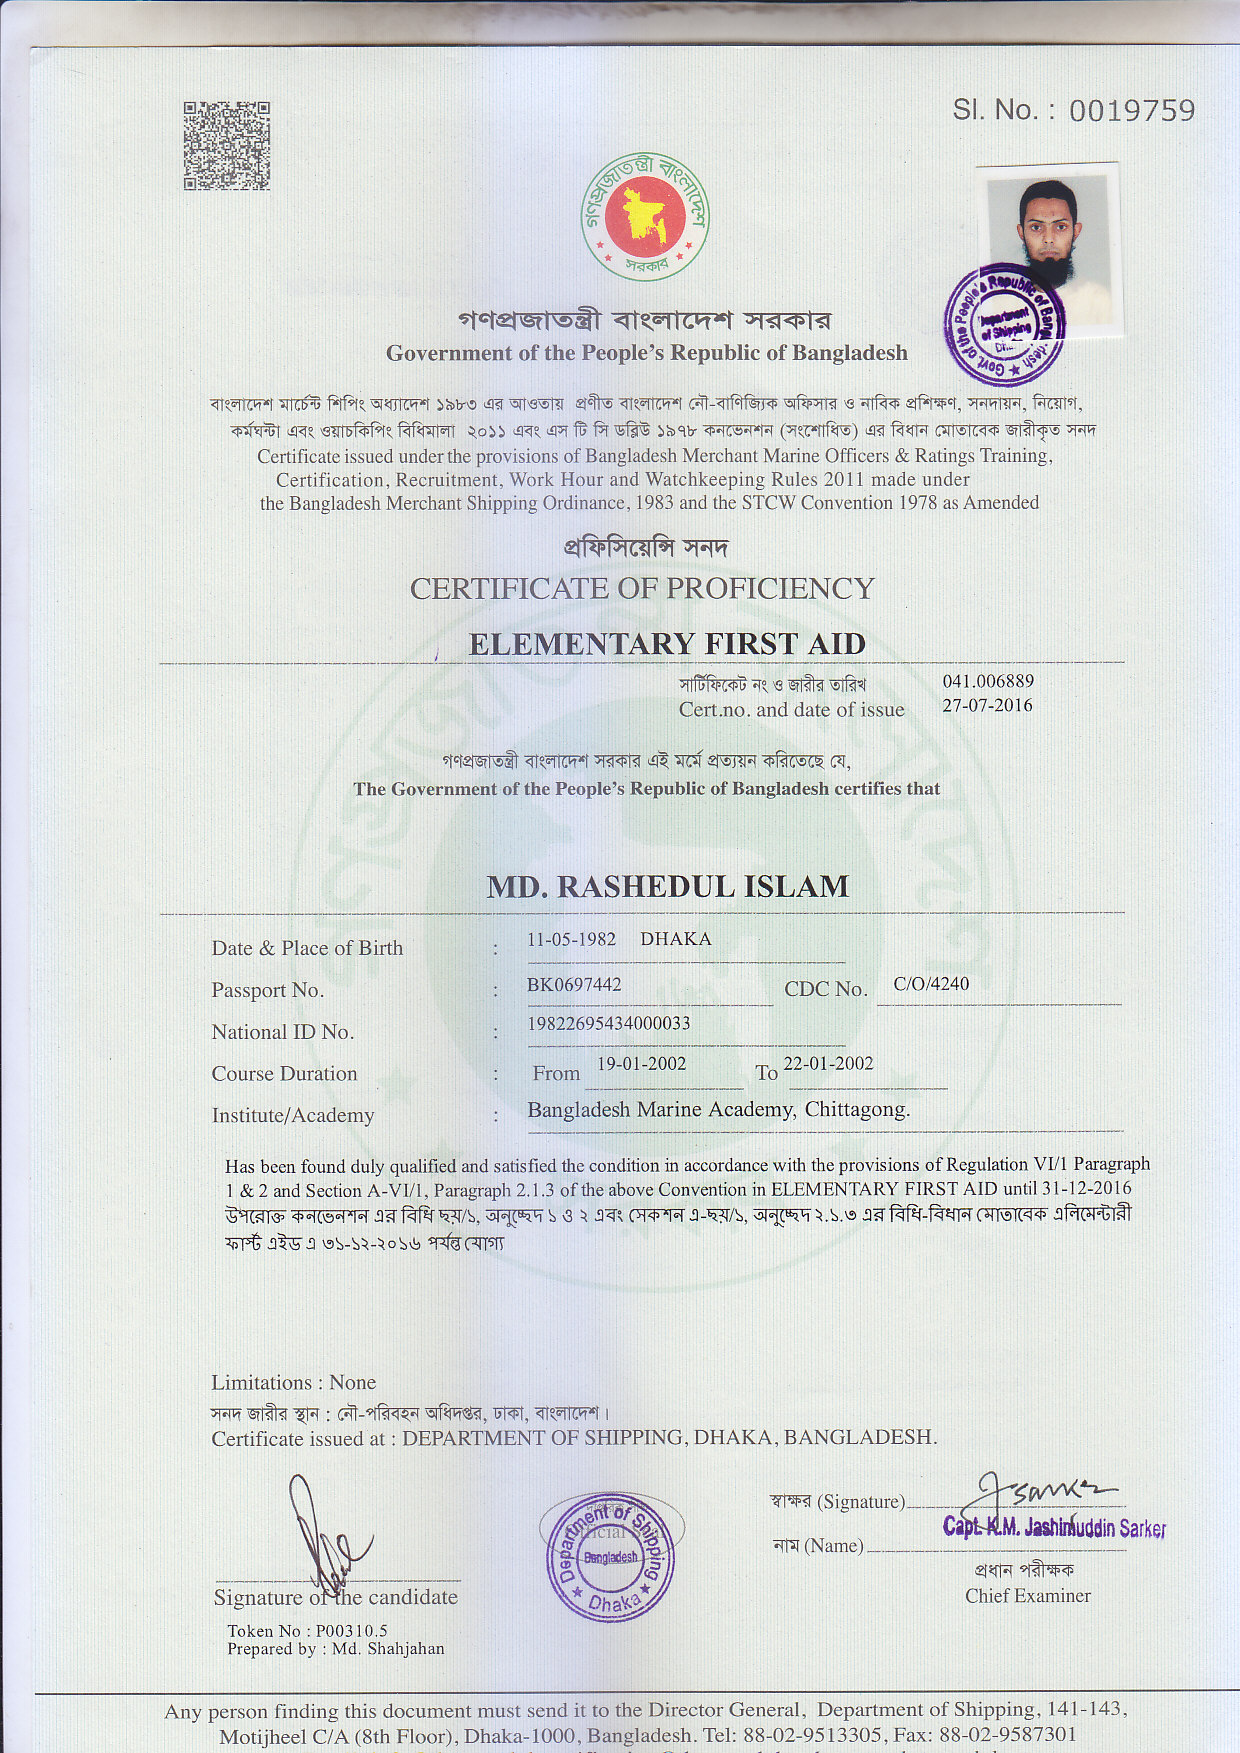 Sl. No. : 0019759
গণপ্রজাতন্ত্রী বাংলাদেশ
সরকার
Govt. of the People's Republic of Bangladesh
Department
of Shipping
গণপ্রজাতন্ত্রী বাংলাদেশ সরকার
Government of the People's Republic of Bangladesh
বাংলাদেশ মার্চেন্ট শিপিং অধ্যাদেশ ১৯৮৩ এর আওতায় প্রণীত বাংলাদেশ নৌ-বাণিজ্যিক অফিসার ও নাবিক প্রশিক্ষণ, সনদায়ন, নিয়োগ,
কর্মঘন্টা এবং ওয়াচকিপিং বিধিমালা ২০১১ এবং এস টি সি ডব্লিউ ১৯৭৮ কনভেনশন (সংশোধিত) এর বিধান মোতাবেক জারীকৃত সনদ
Certificate issued under the provisions of Bangladesh Merchant Marine Officers & Ratings Training,
Certification, Recruitment, Work Hour and Watchkeeping Rules 2011 made under
the Bangladesh Merchant Shipping Ordinance, 1983 and the STCW Convention 1978 as Amended
প্রফিসিয়েন্সি সনদ
CERTIFICATE OF PROFICIENCY
ELEMENTARY FIRST AID
সার্টিফিকেট নং ও জারীর তারিখ 041.006889
Cert.no. and date of issue 27-07-2016
গণপ্রজাতন্ত্রী বাংলাদেশ সরকার এই মর্মে প্রত্যয়ন করিতেছে যে,
The Government of the People's Republic of Bangladesh certifies that
MD. RASHEDUL ISLAM
Date & Place of Birth : 11-05-1982 DHAKA
Passport No. : BK0697442 CDC No. C/O/4240
National ID No. : 19822695434000033
Course Duration : From 19-01-2002 To 22-01-2002
Institute/Academy : Bangladesh Marine Academy, Chittagong.
Has been found duly qualified and satisfied the condition in accordance with the provisions of Regulation VI/1 Paragraph
1 & 2 and Section A-VI/1, Paragraph 2.1.3 of the above Convention in ELEMENTARY FIRST AID until 31-12-2016
উপরোক্ত কনভেনশন এর বিধি ছয়/১, অনুচ্ছেদ ১ ও ২ এবং সেকশন এ-ছয়/১, অনুচ্ছেদ ২.১.৩ এর বিধি-বিধান মোতাবেক এলিমেন্টারী
ফার্স্ট এইড এ ৩১-১২-২০১৬ পর্যন্ত যোগ্য
Limitations : None
সনদ জারীর স্থান : নৌ-পরিবহন অধিদপ্তর, ঢাকা, বাংলাদেশ।
Certificate issued at : DEPARTMENT OF SHIPPING, DHAKA, BANGLADESH.
স্বাক্ষর (Signature) Jsarker
Capt. K.M. Jashimuddin Sarker
নাম (Name)
প্রধান পরীক্ষক
Chief Examiner
Department of Shipping
Bangladesh
Dhaka
Signature of the candidate
Token No : P00310.5
Prepared by : Md. Shahjahan
Any person finding this document must send it to the Director General, Department of Shipping, 141-143,
Motijheel C/A (8th Floor), Dhaka-1000, Bangladesh. Tel: 88-02-9513305, Fax: 88-02-9587301